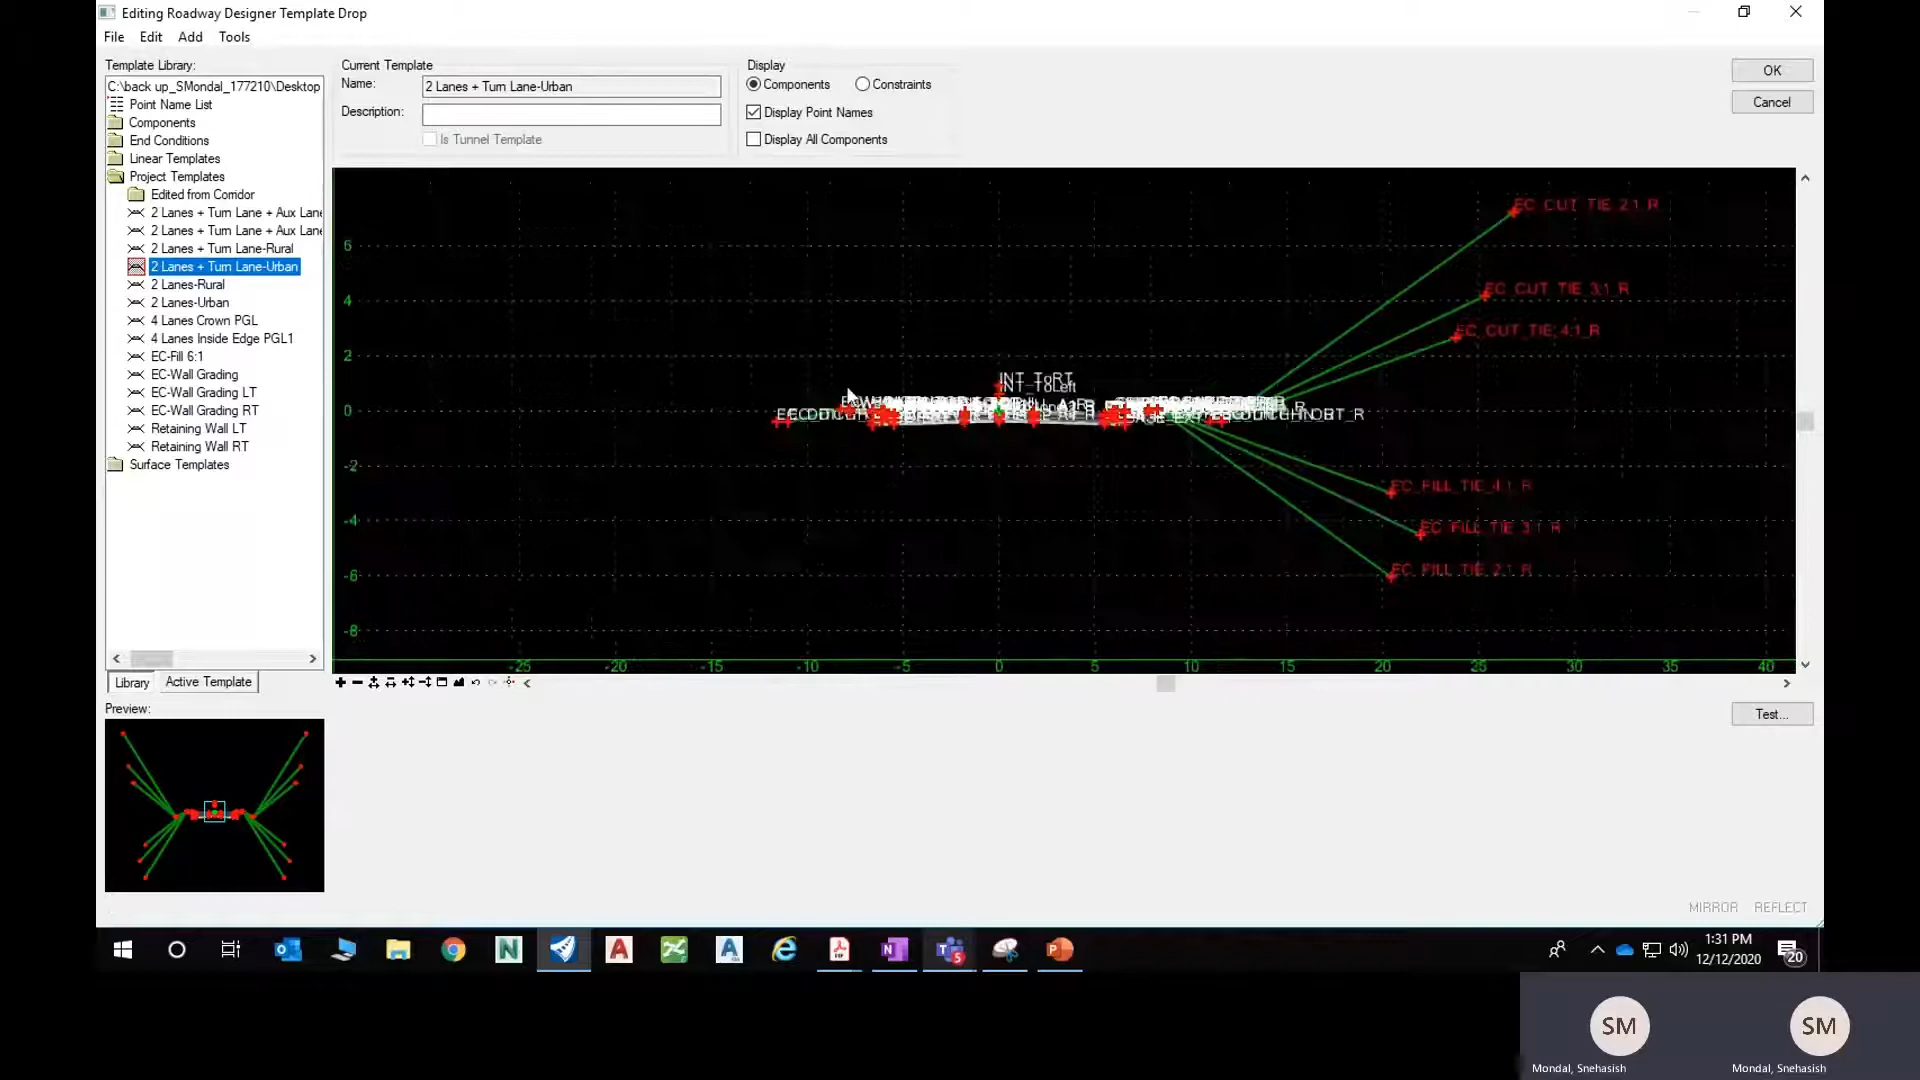 Editing Roadway Designer Template Drop
File Edit Add Tools
Template Library:
C:\back up_SMondal_177210\Desktop
Point Name List
Components
End Conditions
Linear Templates
Project Templates
Edited from Corridor
2 Lanes + Turn Lane + Aux Lane
2 Lanes + Turn Lane + Aux Lane
2 Lanes + Turn Lane-Rural
2 Lanes + Turn Lane-Urban
2 Lanes-Rural
2 Lanes-Urban
4 Lanes Crown PGL
4 Lanes Inside Edge PGL1
EC-Fill 6:1
EC-Wall Grading
EC-Wall Grading LT
EC-Wall Grading RT
Retaining Wall LT
Retaining Wall RT
Surface Templates
Library Active Template
Preview:
Current Template
Name: 2 Lanes + Turn Lane-Urban
Description:
Is Tunnel Template
Display
Components Constraints
Display Point Names
Display All Components
OK
Cancel
EC_CUT_TIE_2:1_R
EC_CUT_TIE_3:1_R
EC_CUT_TIE_4:1_R
INT_ToRT
INT_ToLeft
EC_FILL_TIE_4:1_R
EC_FILL_TIE_3:1_R
EC_FILL_TIE_2:1_R
6
4
2
0
-2
-4
-6
-8
-25 -20 -15 -10 -5 0 5 10 15 20 25 30 35 40
Test...
MIRROR REFLECT
1:31 PM
12/12/2020
20
SM SM
Mondal, Snehasish Mondal, Snehasish